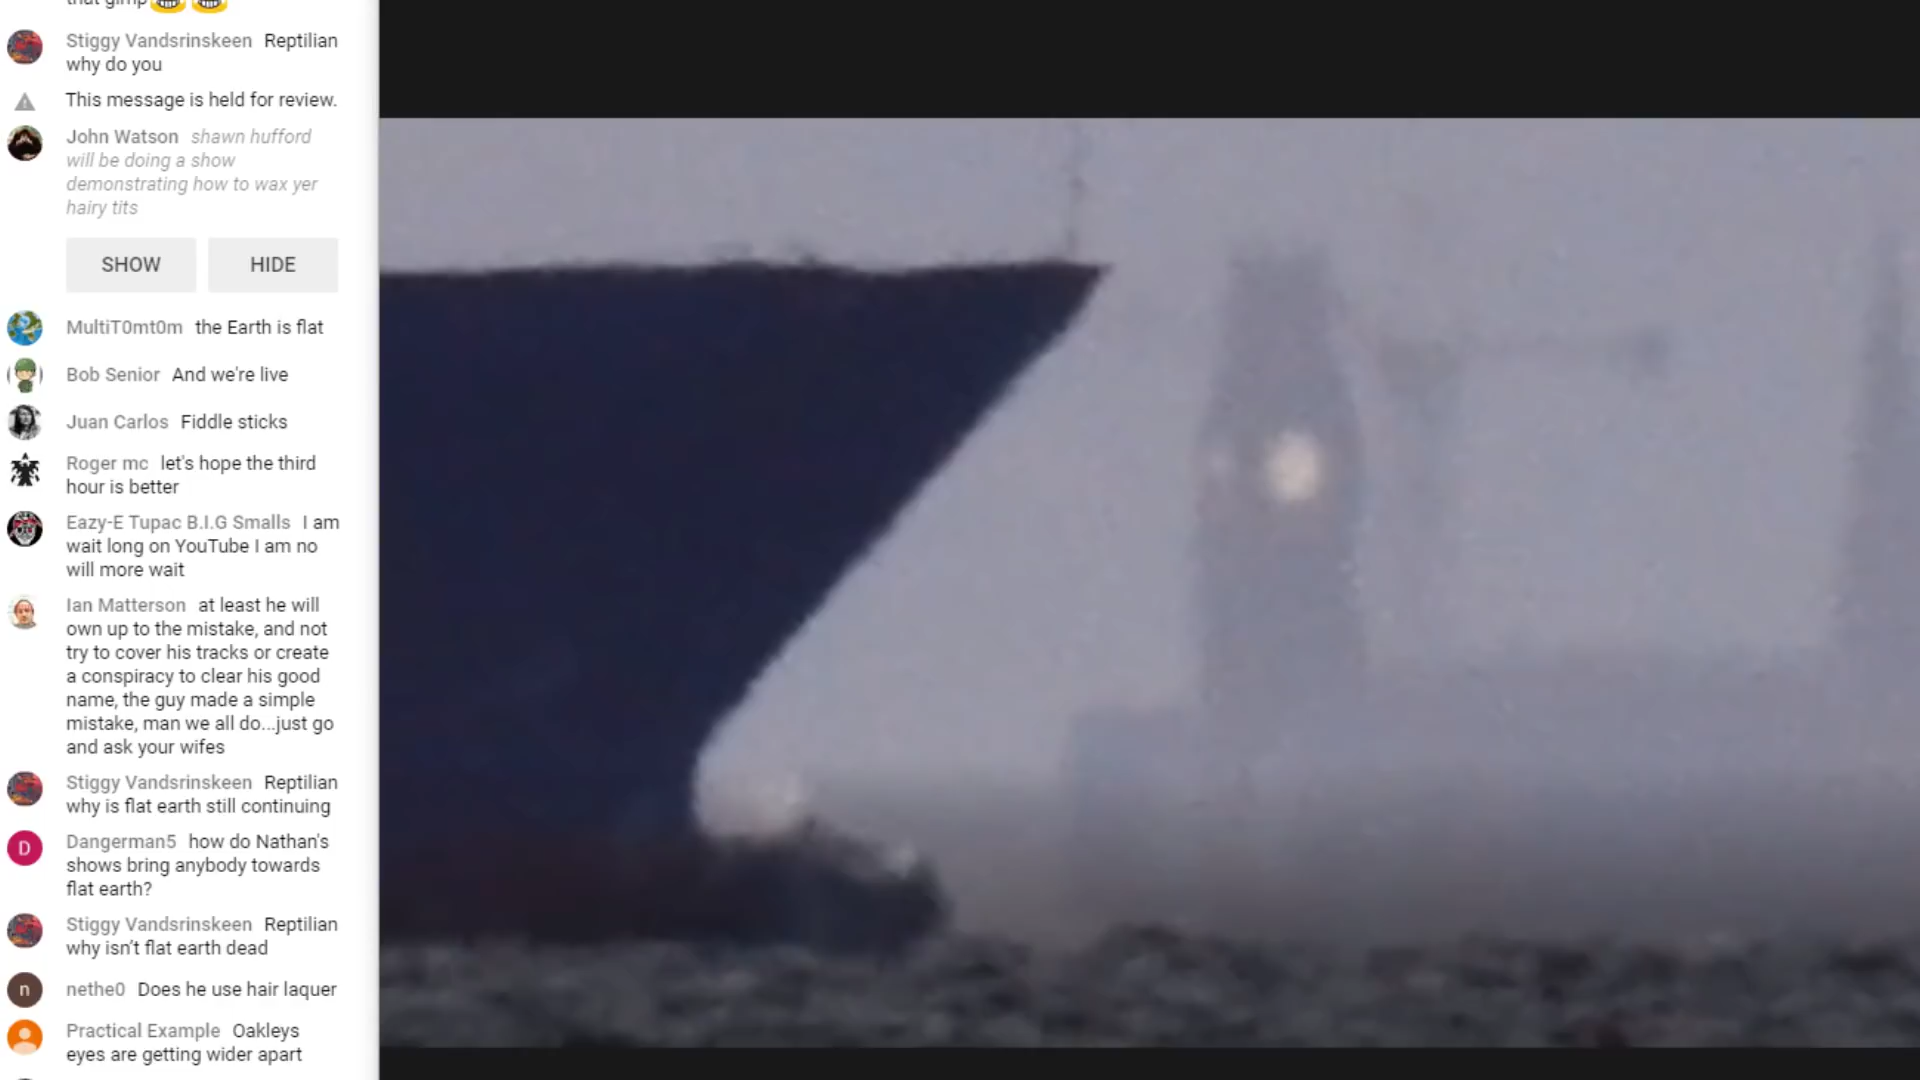 that gimp
Stiggy Vandsrinskeen Reptilian
why do you
This message is held for review.
John Watson shawn hufford
will be doing a show
demonstrating how to wax yer
hairy tits
SHOW HIDE
MultiT0mt0m the Earth is flat
Bob Senior And we're live
Juan Carlos Fiddle sticks
Roger mc let's hope the third
hour is better
Eazy-E Tupac B.I.G Smalls I am
wait long on YouTube I am no
will more wait
Ian Matterson at least he will
own up to the mistake, and not
try to cover his tracks or create
a conspiracy to clear his good
name, the guy made a simple
mistake, man we all do...just go
and ask your wifes
Stiggy Vandsrinskeen Reptilian
why is flat earth still continuing
D
Dangerman5 how do Nathan's
shows bring anybody towards
flat earth?
Stiggy Vandsrinskeen Reptilian
why isn’t flat earth dead
n
nethe0 Does he use hair laquer
Practical Example Oakleys
eyes are getting wider apart